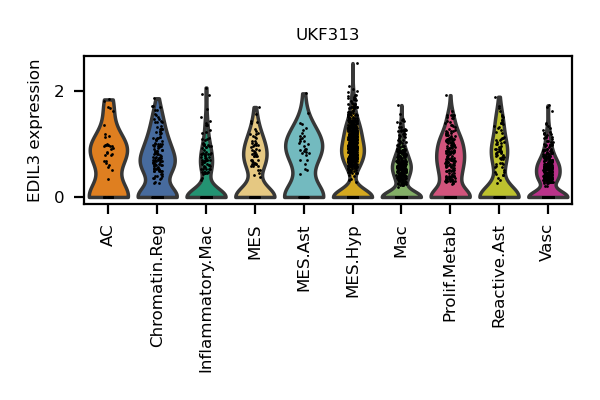 UKF313
EDIL3 expression
2
0
AC
Chromatin.Reg
Inflammatory.Mac
MES
MES.Ast
MES.Hyp
Mac
Prolif.Metab
Reactive.Ast
Vasc